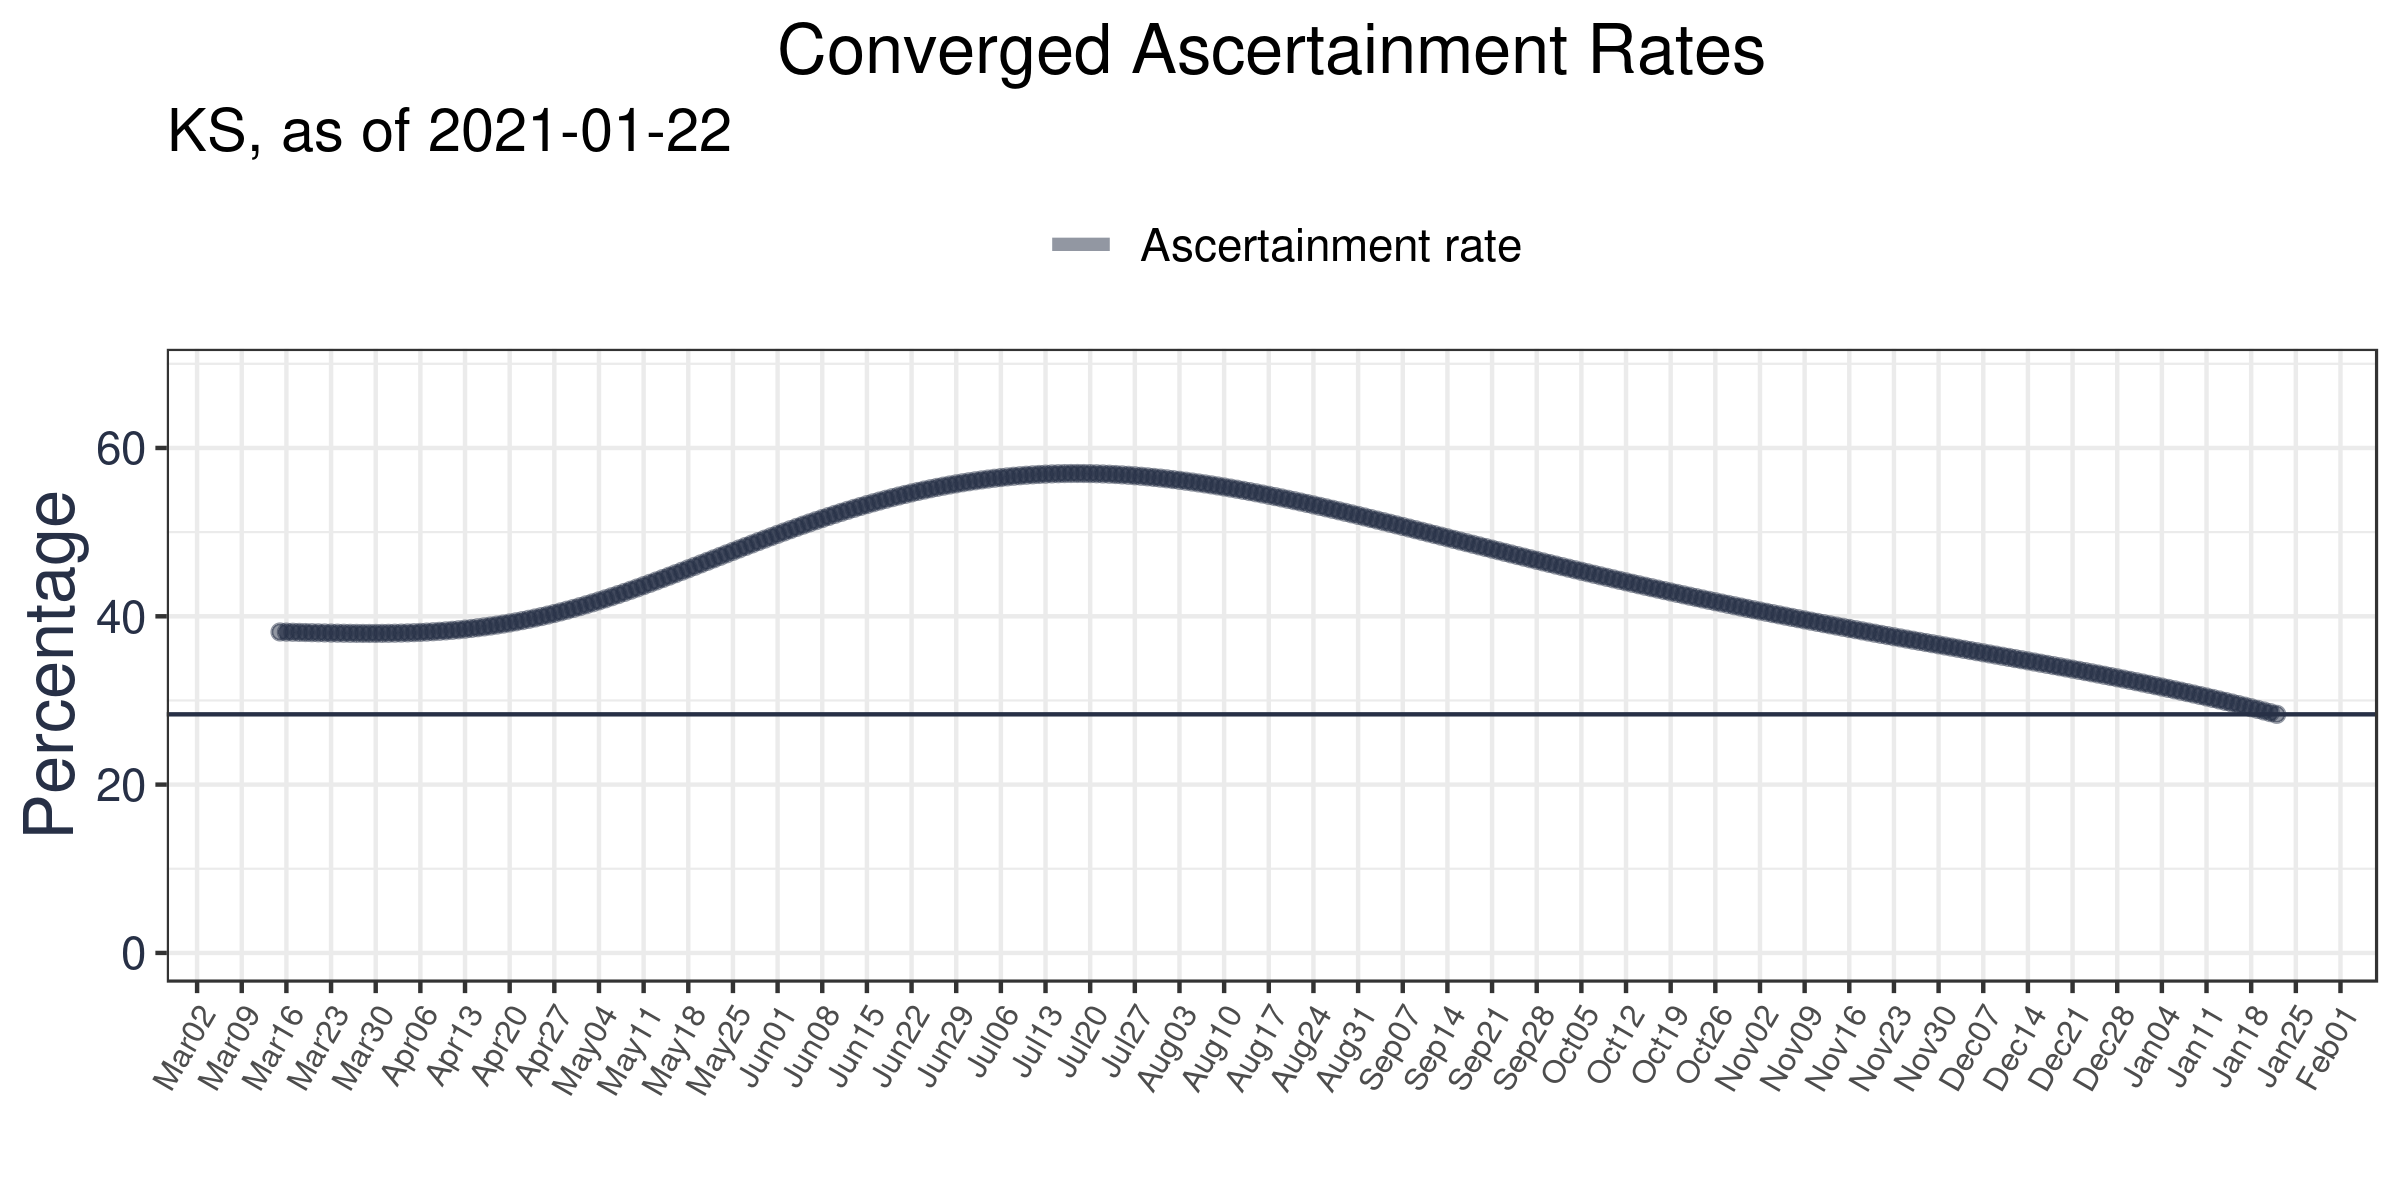 Converged Ascertainment Rates
KS, as of 2021-01-22
Ascertainment rate
Percentage
60
40
20
0
Mar02
Mar09
Mar16
Mar23
Mar30
Apr06
Apr13
Apr20
Apr27
May04
May11
May18
May25
Jun01
Jun08
Jun15
Jun22
Jun29
Jul06
Jul13
Jul20
Jul27
Aug03
Aug10
Aug17
Aug24
Aug31
Sep07
Sep14
Sep21
Sep28
Oct05
Oct12
Oct19
Oct26
Nov02
Nov09
Nov16
Nov23
Nov30
Dec07
Dec14
Dec21
Dec28
Jan04
Jan11
Jan18
Jan25
Feb01